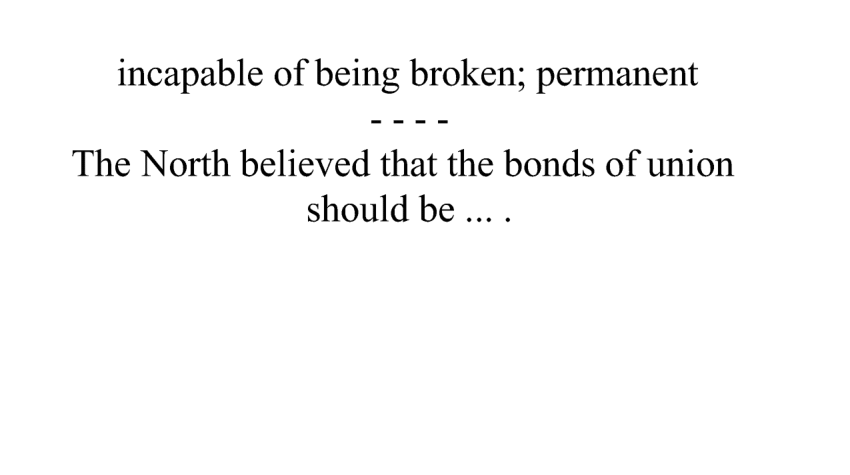 incapable of being broken; permanent
- - - -
The North believed that the bonds of union
should be ... .